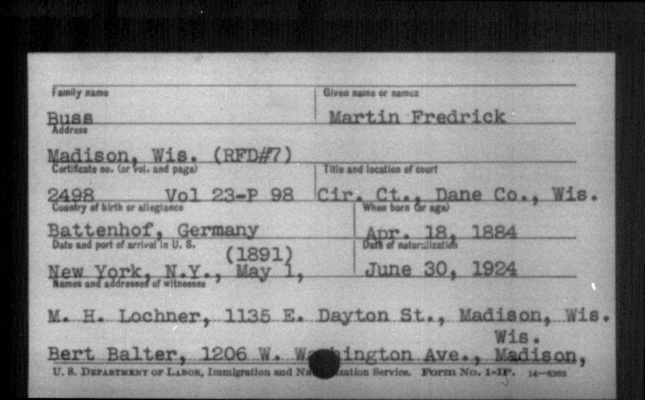 Family name Given name or names
Buss Martin Fredrick
Address
Madison, Wis. (RFD#7)
Certificate no. (or vol. and page) Title and location of court
2498 Vol 23-P 98 Cir. Ct., Dane Co., Wis.
Country of birth or allegiance When born (or age)
Battenhof, Germany Apr. 18, 1884
Date and port of arrival in U. S. Date of naturalization
(1891)
New York, N.Y., May 1, June 30, 1924
Names and addresses of witnesses
M. H. Lochner, 1135 E. Dayton St., Madison, Wis.
Wis.
Bert Balter, 1206 W. Washington Ave., Madison,
U. S. Department of Labor, Immigration and Naturalization Service. Form No. 1-IP. 14-6202